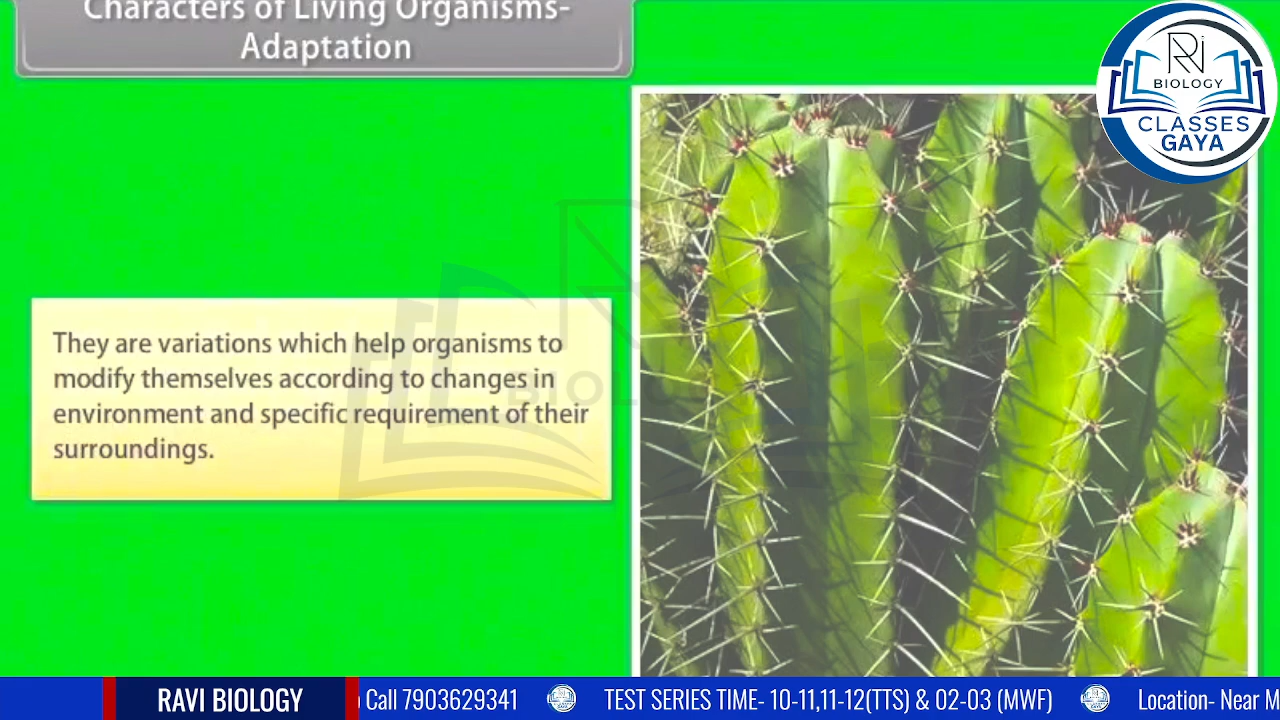 Characters of Living Organisms-
Adaptation
RJ
BIOLOGY
CLASSES
GAYA
They are variations which help organisms to
modify themselves according to changes in
environment and specific requirement of their
surroundings.
RAVI BIOLOGY
Call 7903629341
TEST SERIES TIME- 10-11,11-12(TTS) & 02-03 (MWF)
Location- Near